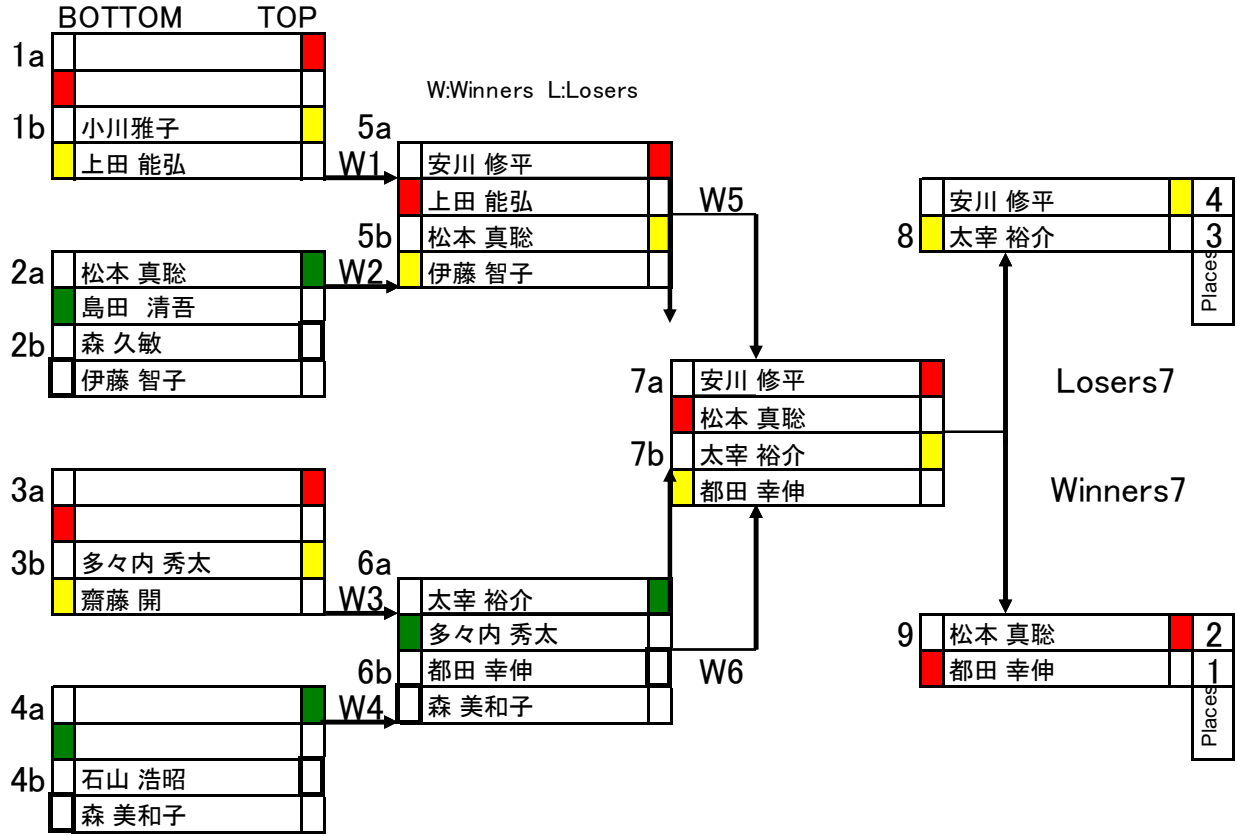 BOTTOM TOP
1a
W:Winners L:Losers
1b 小川雅子
上田 能弘
W1
5a
安川 修平
上田 能弘
5b 松本 真聡
伊藤 智子
W5
2a 松本 真聡
島田 清吾
2b 森 久敏
伊藤 智子
W2
安川 修平 4
8 太宰 裕介 3
Places
7a 安川 修平
松本 真聡
7b 太宰 裕介
都田 幸伸
Losers7
Winners7
3a
3b 多々内 秀太
齋藤 開
W3
6a
太宰 裕介
多々内 秀太
6b 都田 幸伸
森 美和子
W6
9 松本 真聡 2
都田 幸伸 1
Places
4a
W4
4b 石山 浩昭
森 美和子